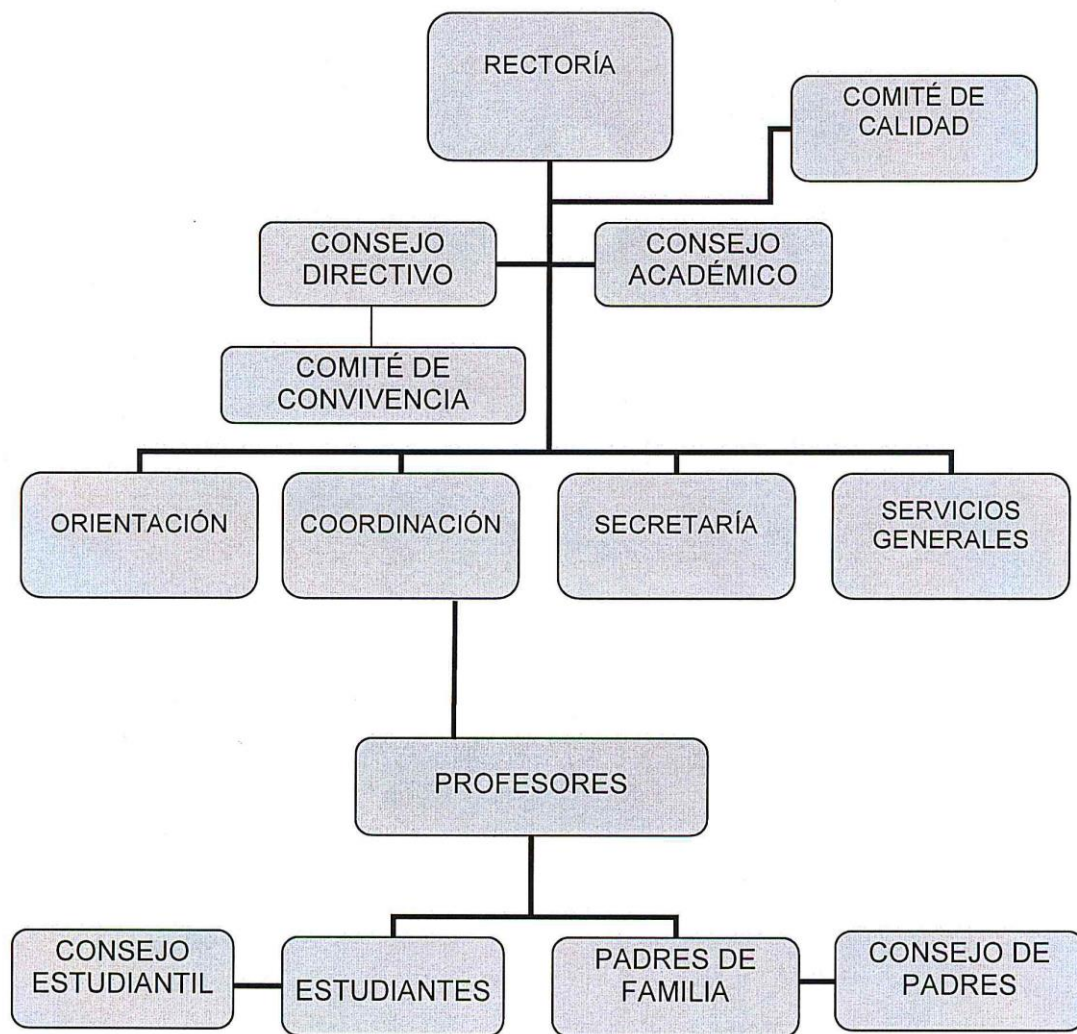 RECTORÍA
COMITÉ DE
CALIDAD
CONSEJO
DIRECTIVO
CONSEJO
ACADÉMICO
COMITÉ DE
CONVIVENCIA
ORIENTACIÓN
COORDINACIÓN
SECRETARÍA
SERVICIOS
GENERALES
PROFESORES
CONSEJO
ESTUDIANTIL
ESTUDIANTES
PADRES DE
FAMILIA
CONSEJO DE
PADRES